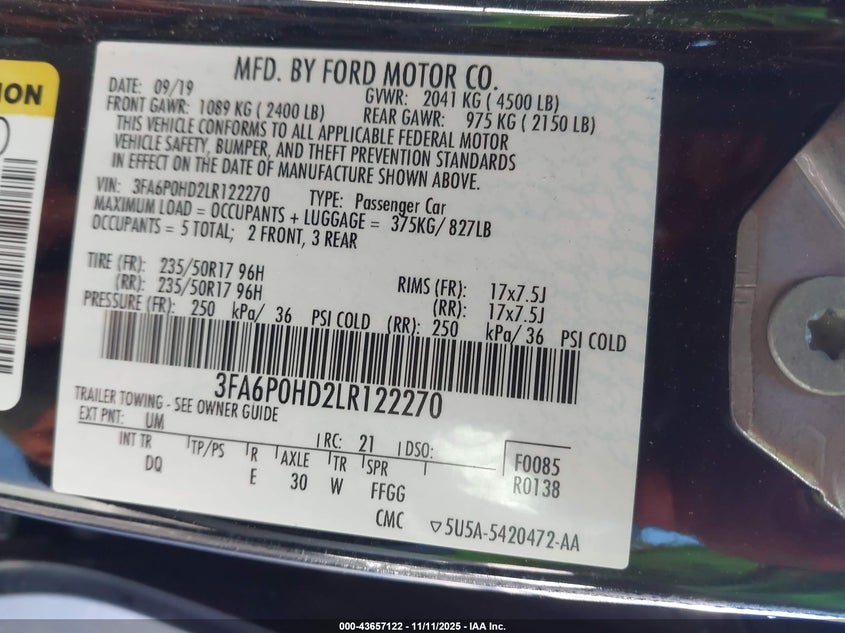 ION
MFD. BY FORD MOTOR CO.
DATE: 09/19 GVWR: 2041 KG ( 4500 LB)
FRONT GAWR: 1089 KG ( 2400 LB) REAR GAWR: 975 KG ( 2150 LB)
THIS VEHICLE CONFORMS TO ALL APPLICABLE FEDERAL MOTOR
VEHICLE SAFETY, BUMPER, AND THEFT PREVENTION STANDARDS
IN EFFECT ON THE DATE OF MANUFACTURE SHOWN ABOVE.
VIN: 3FA6P0HD2LR122270 TYPE: Passenger Car
MAXIMUM LOAD = OCCUPANTS + LUGGAGE = 375KG/ 827LB
OCCUPANTS = 5 TOTAL; 2 FRONT, 3 REAR
TIRE (FR): 235/50R17 96H RIMS (FR): 17x7.5J
(RR): 235/50R17 96H (RR): 17x7.5J
PRESSURE (FR): 250 kPa/ 36 PSI COLD (RR): 250 kPa/ 36 PSI COLD
3FA6P0HD2LR122270
TRAILER TOWING - SEE OWNER GUIDE
EXT PNT: UM RC: 21 DSO: F0085
INT TR TP/PS R AXLE TR SPR R0138
DQ E 30 W FFGG
CMC ▽5U5A-5420472-AA
000-43657122 - 11/11/2025 - IAA Inc.